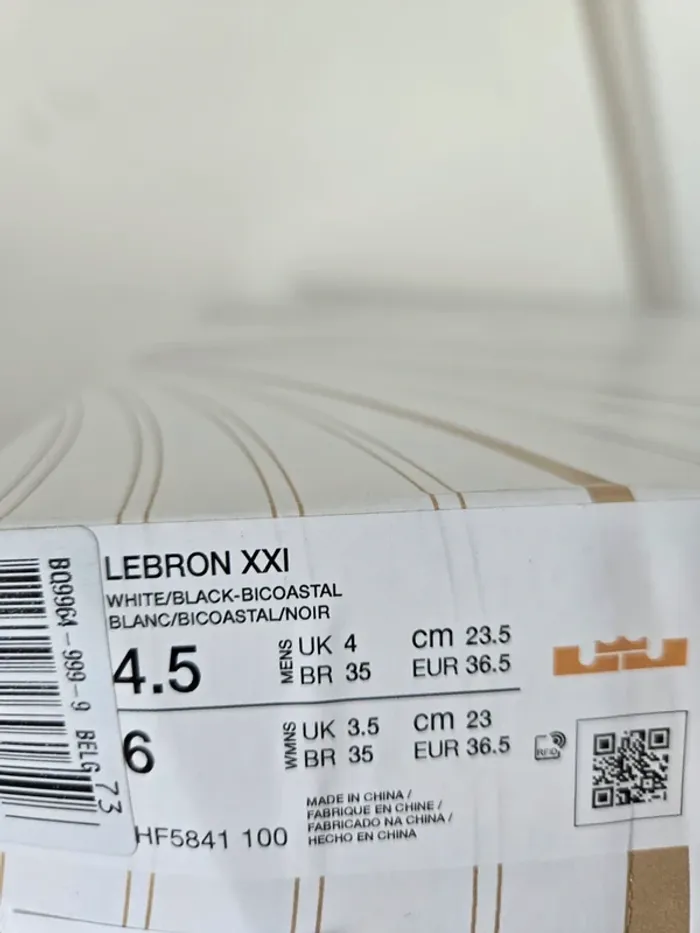 LEBRON XXI
WHITE/BLACK-BICOASTAL
BLANC/BICOASTAL/NOIR
4.5 MENS UK 4 cm 23.5
BR 35 EUR 36.5
6 WMNS UK 3.5 cm 23
BR 35 EUR 36.5
RFID
HF5841 100
MADE IN CHINA /
FABRIQUE EN CHINE /
FABRICADO NA CHINA /
HECHO EN CHINA
BQ9964-999-9 BELG 73